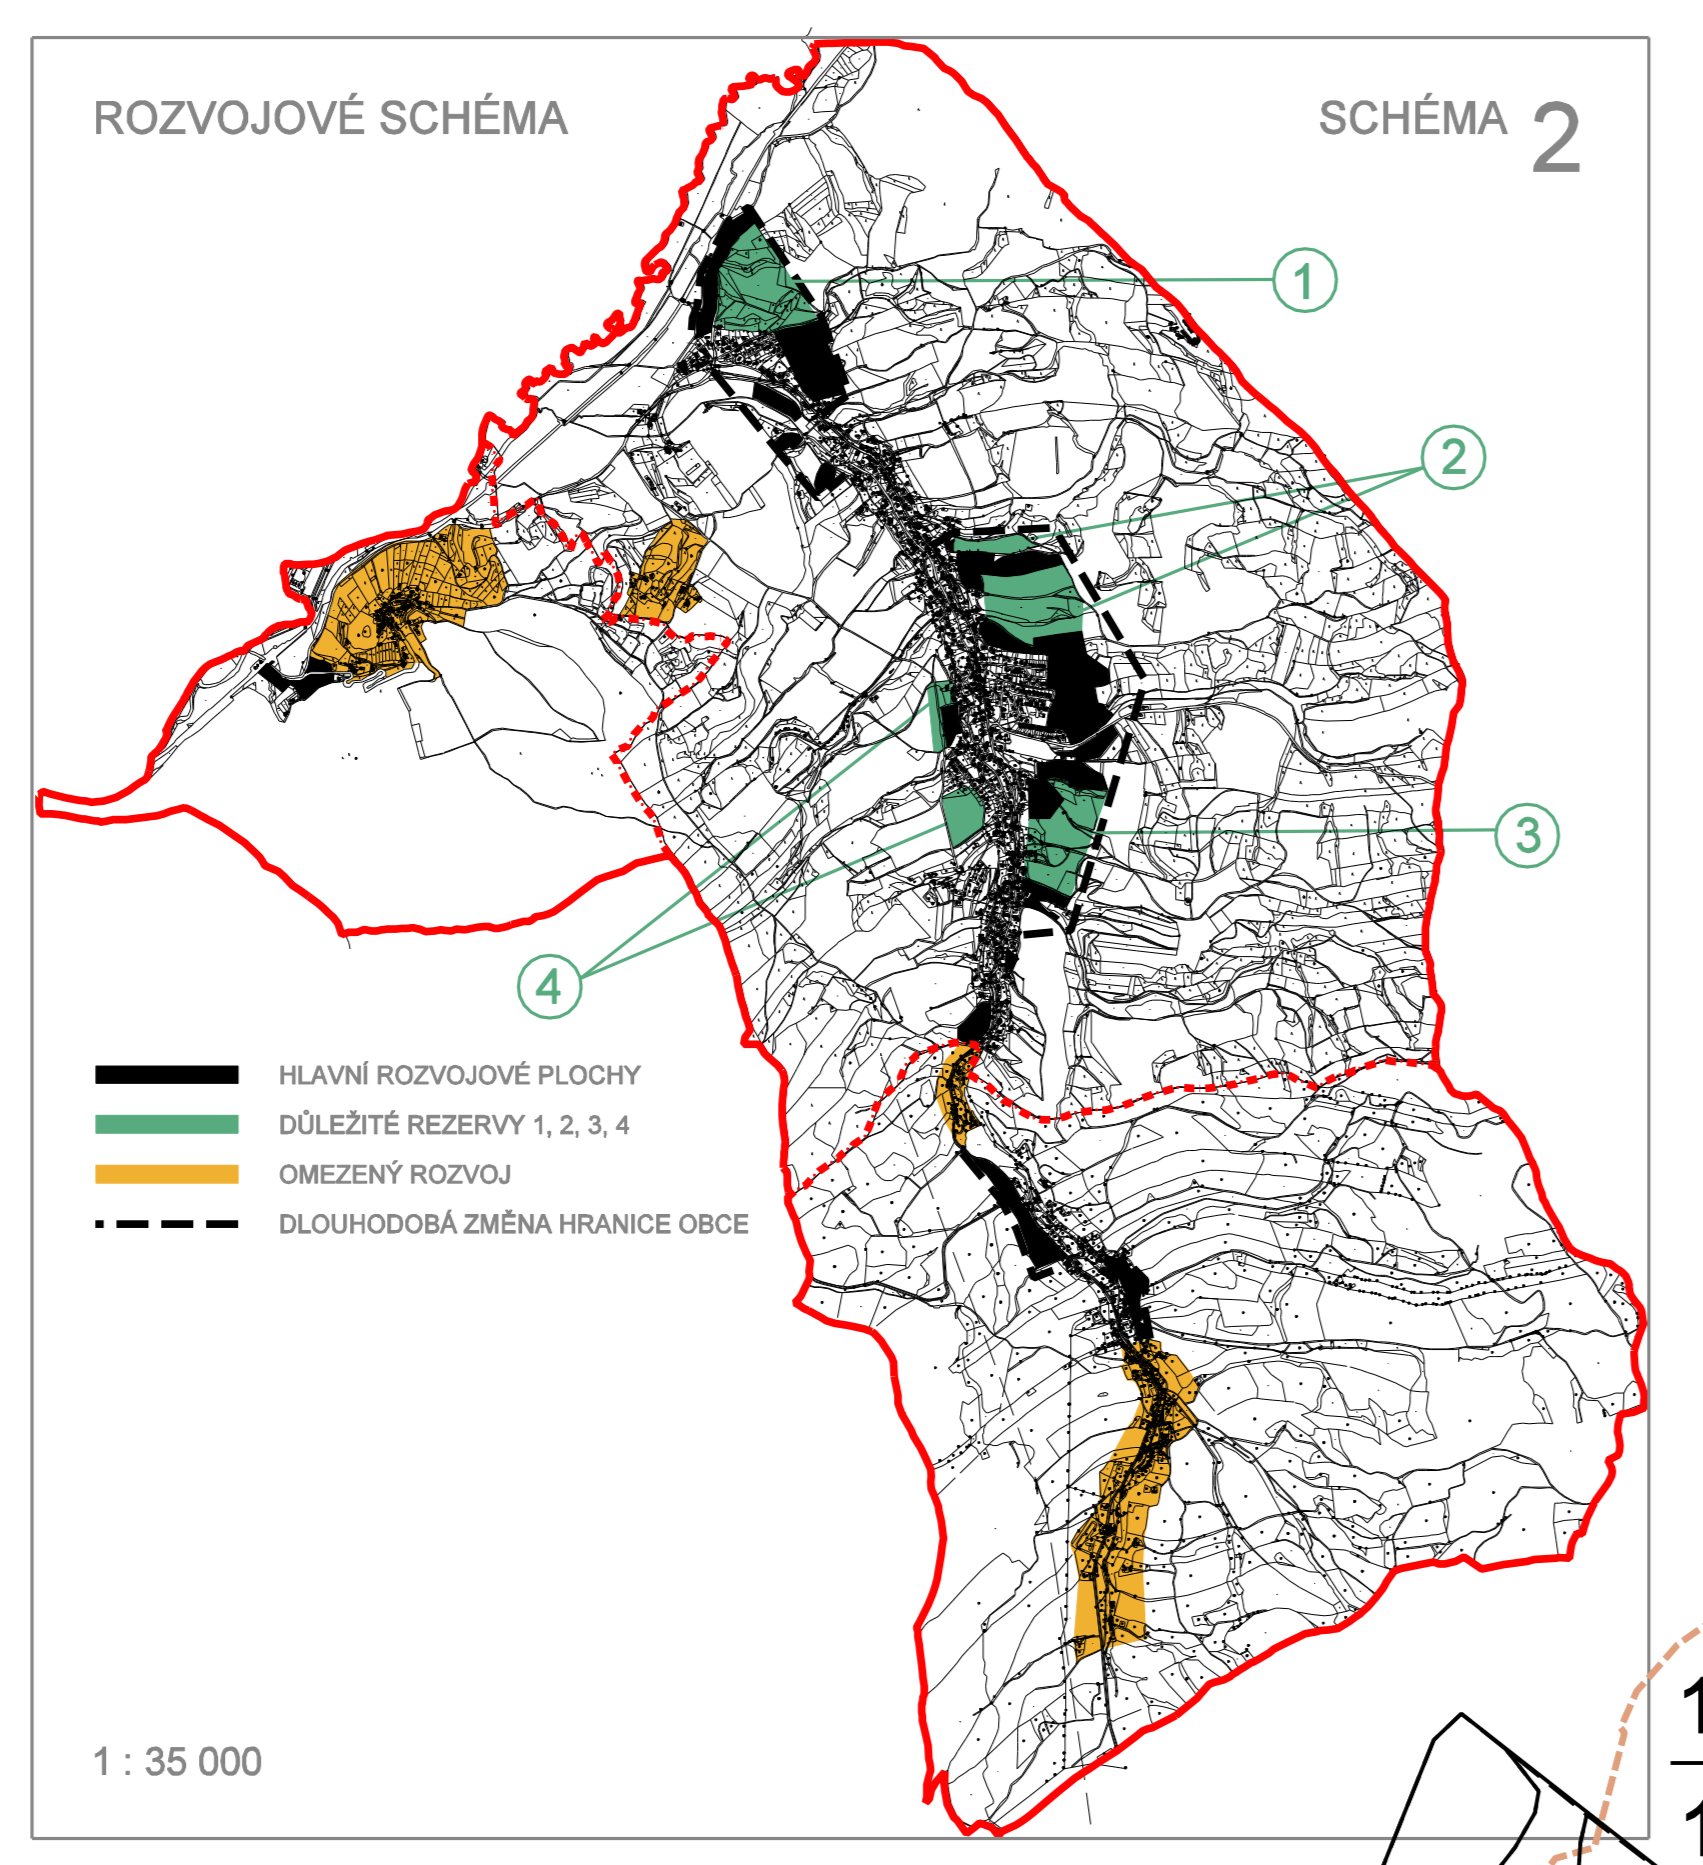 ROZVOJOVÉ SCHÉMA
SCHÉMA 2
1
2
3
4
HLAVNÍ ROZVOJOVÉ PLOCHY
DŮLEŽITÉ REZERVY 1, 2, 3, 4
OMEZENÝ ROZVOJ
DLOUHODOBÁ ZMĚNA HRANICE OBCE
1 : 35 000